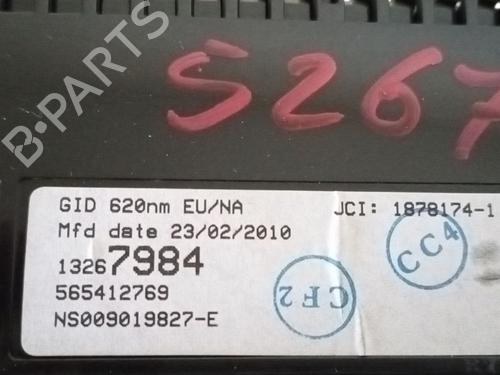 B-PARTS
S267
GID 620nm EU/NA JCI: 1878174-1
Mfd date 23/02/2010
13267984
565412769
NS009019827-E
CF2
CC4